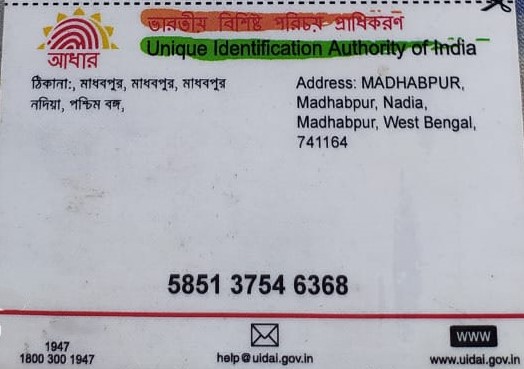 ভারতীয় বিশিষ্ট পরিচয় প্রাধিকরণ
Unique Identification Authority of India
আধার
ঠিকানা:, মাধবপুর, মাধবপুর, মাধবপুর
নদিয়া, পশ্চিম বঙ্গ,
Address: MADHABPUR,
Madhabpur, Nadia,
Madhabpur, West Bengal,
741164
5851 3754 6368
1947
1800 300 1947
help@uidai.gov.in
WWW
www.uidai.gov.in